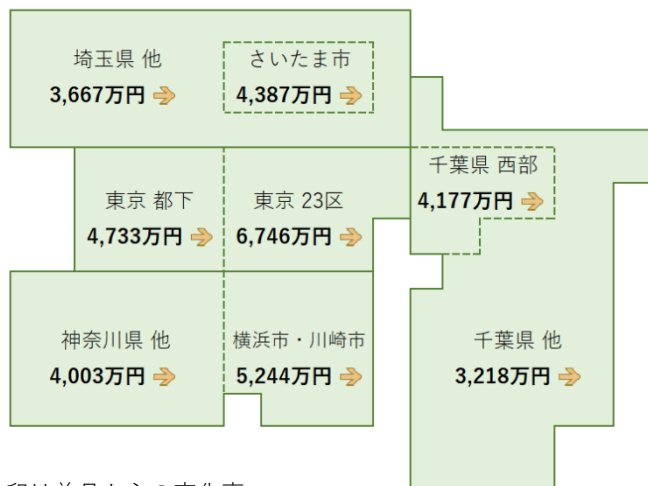 埼玉県 他
3,667万円
さいたま市
4,387万円
東京 都下
4,733万円
東京 23区
6,746万円
千葉県 西部
4,177万円
神奈川県 他
4,003万円
横浜市・川崎市
5,244万円
千葉県 他
3,218万円